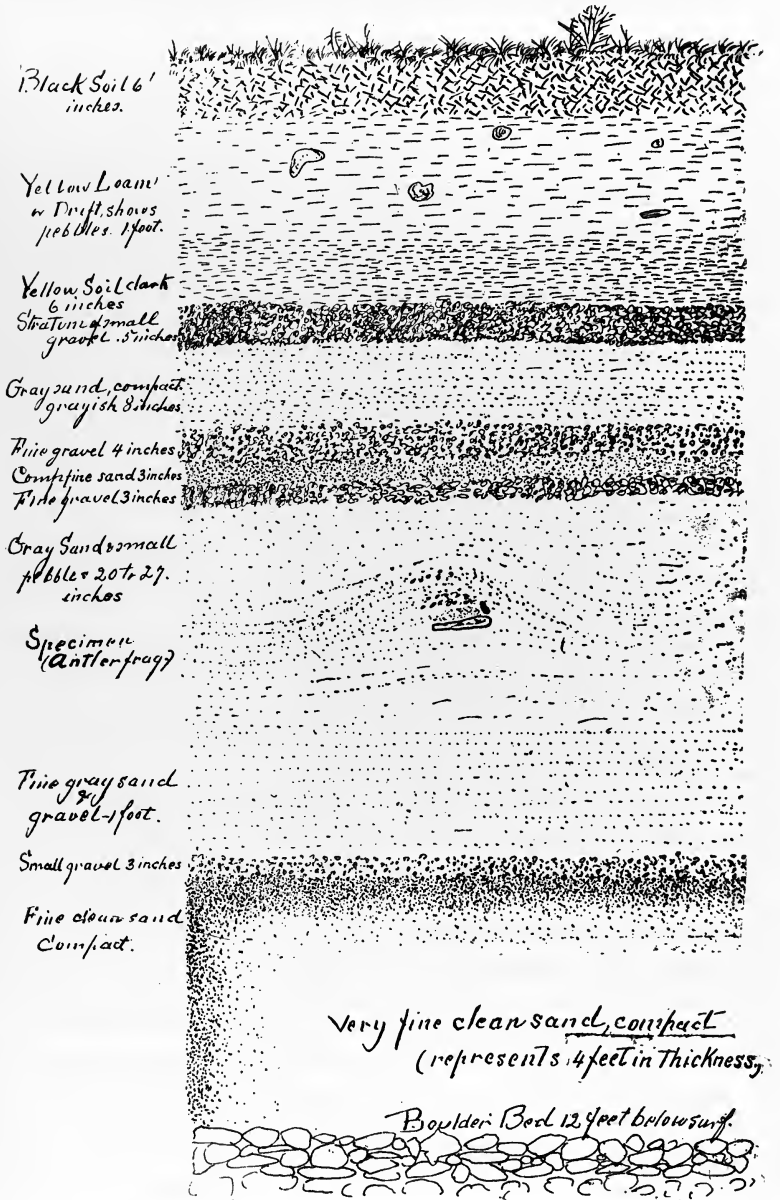 Black Soil 6"
inches.
Yellow Loam
or Drift, shows
pebbles. 1 foot.
Yellow Soil dark
6 inches
Stratum of small
gravel .5 inches
Gray sand, compact,
grayish 8 inches
Fine gravel 4 inches
Comp fine sand 3 inches
Fine gravel 3 inches
Gray Sand & small
pebbles 20 to 27.
inches
Specimen
(Antler frag)
Fine gray sand
&
gravel-1 foot.
Small gravel 3 inches
Fine clean sand
Compact.
Very fine clean sand, compact
(represents 4 feet in thickness,
Boulder Bed 12 feet below surf.